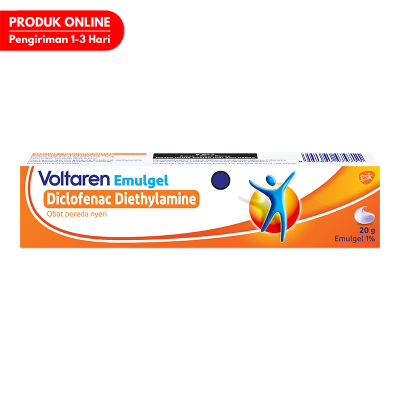 PRODUK ONLINE
Pengiriman 1-3 Hari
Voltaren Emulgel
Diclofenac Diethylamine
Obat pereda nyeri
gsk
20 g
Emulgel 1%